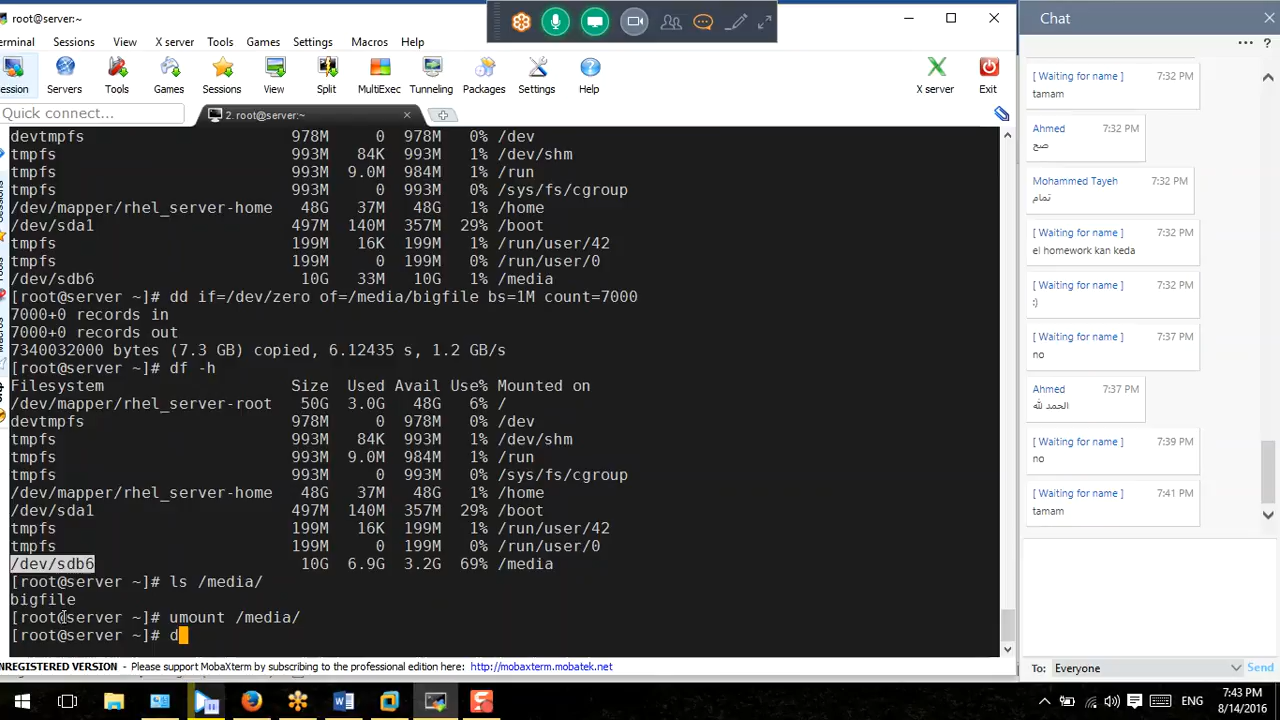 root@server:~
Chat
erminal Sessions View X server Tools Games Settings Macros Help
ession Servers Tools Games Sessions View Split MultiExec Tunneling Packages Settings Help X server Exit
Quick connect...
2. root@server:~
devtmpfs 978M 0 978M 0% /dev
tmpfs 993M 84K 993M 1% /dev/shm
tmpfs 993M 9.0M 984M 1% /run
tmpfs 993M 0 993M 0% /sys/fs/cgroup
/dev/mapper/rhel_server-home 48G 37M 48G 1% /home
/dev/sda1 497M 140M 357M 29% /boot
tmpfs 199M 16K 199M 1% /run/user/42
tmpfs 199M 0 199M 0% /run/user/0
/dev/sdb6 10G 33M 10G 1% /media
[root@server ~]# dd if=/dev/zero of=/media/bigfile bs=1M count=7000
7000+0 records in
7000+0 records out
7340032000 bytes (7.3 GB) copied, 6.12435 s, 1.2 GB/s
[root@server ~]# df -h
Filesystem Size Used Avail Use% Mounted on
/dev/mapper/rhel_server-root 50G 3.0G 48G 6% /
devtmpfs 978M 0 978M 0% /dev
tmpfs 993M 84K 993M 1% /dev/shm
tmpfs 993M 9.0M 984M 1% /run
tmpfs 993M 0 993M 0% /sys/fs/cgroup
/dev/mapper/rhel_server-home 48G 37M 48G 1% /home
/dev/sda1 497M 140M 357M 29% /boot
tmpfs 199M 16K 199M 1% /run/user/42
tmpfs 199M 0 199M 0% /run/user/0
/dev/sdb6 10G 6.9G 3.2G 69% /media
[root@server ~]# ls /media/
bigfile
[root@server ~]# umount /media/
[root@server ~]# d
NREGISTERED VERSION - Please support MobaXterm by subscribing to the professional edition here: http://mobaxterm.mobatek.net
[ Waiting for name ] 7:32 PM
tamam
Ahmed 7:32 PM
صح
Mohammed Tayeh 7:32 PM
تمام
[ Waiting for name ] 7:32 PM
el homework kan keda
[ Waiting for name ] 7:32 PM
:)
[ Waiting for name ] 7:37 PM
no
Ahmed 7:37 PM
الحمد لله
[ Waiting for name ] 7:39 PM
no
[ Waiting for name ] 7:41 PM
tamam
To: Everyone Send
ENG
7:43 PM
8/14/2016